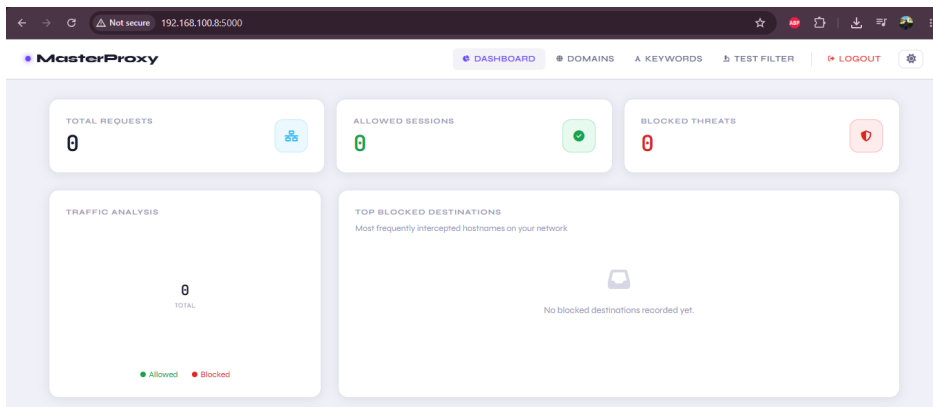 Not secure 192.168.100.8:5000
ABP
MasterProxy
DASHBOARD DOMAINS KEYWORDS TEST FILTER LOGOUT
TOTAL REQUESTS
0
ALLOWED SESSIONS
0
BLOCKED THREATS
0
TRAFFIC ANALYSIS
0
TOTAL
Allowed Blocked
TOP BLOCKED DESTINATIONS
Most frequently intercepted hostnames on your network
No blocked destinations recorded yet.